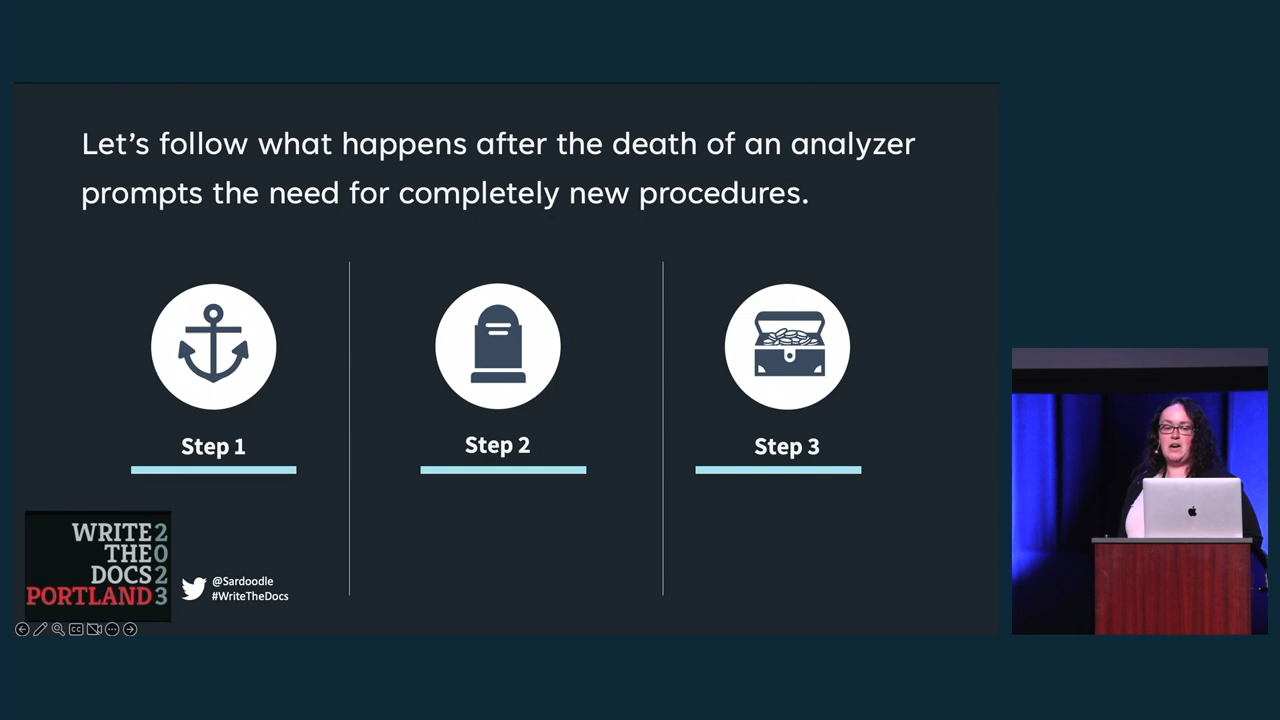 Let's follow what happens after the death of an analyzer
prompts the need for completely new procedures.
Step 1
Step 2
Step 3
WRITE 2
THE 0
DOCS 2
PORTLAND 3
@Sardoodle
#WriteTheDocs
CC